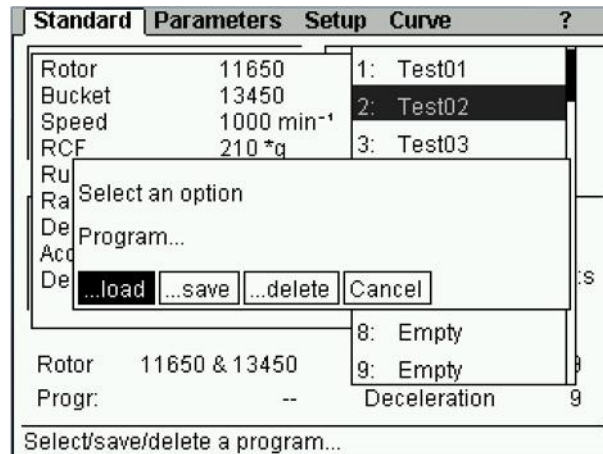 Standard Parameters Setup Curve ?
Rotor 11650
Bucket 13450
Speed 1000 min⁻¹
RCF 210 *g
1: Test01
2: Test02
3: Test03
Select an option
Program...
...load ...save ...delete Cancel
8: Empty
9: Empty
Rotor 11650 & 13450
Progr: --
Deceleration 9
Select/save/delete a program...